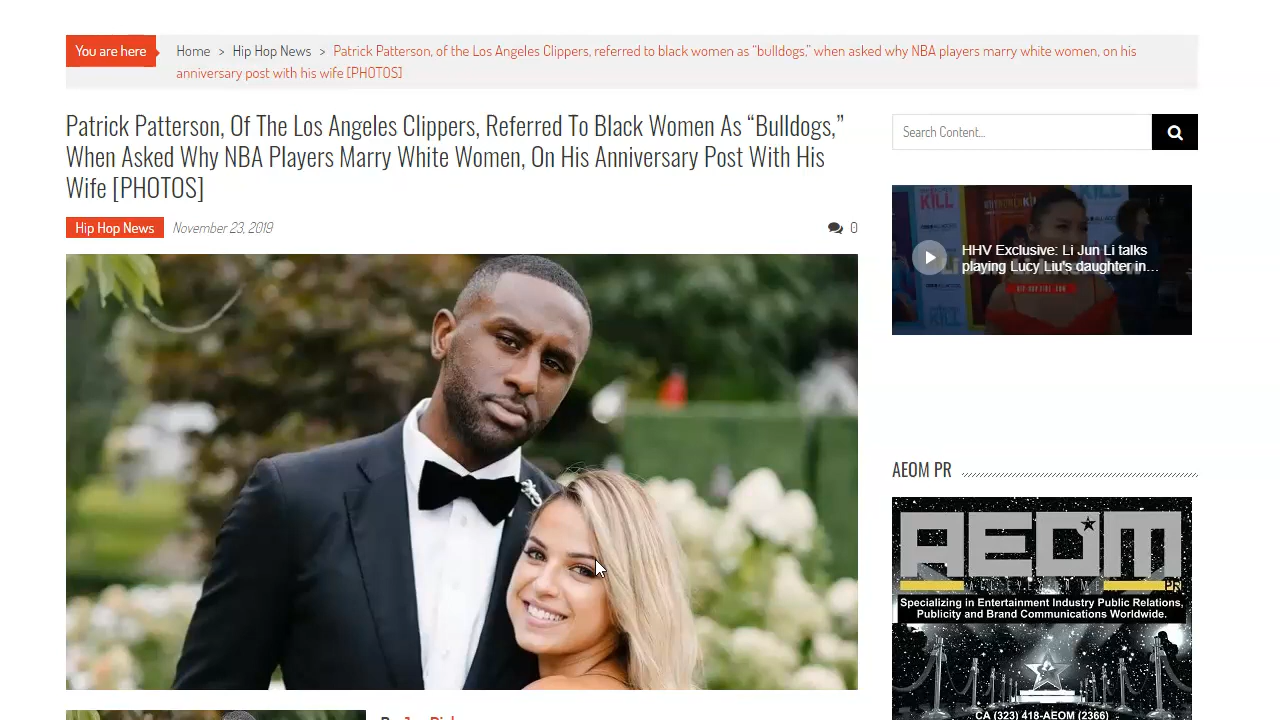 You are here
Home > Hip Hop News > Patrick Patterson, of the Los Angeles Clippers, referred to black women as “bulldogs,” when asked why NBA players marry white women, on his
anniversary post with his wife [PHOTOS]
Patrick Patterson, Of The Los Angeles Clippers, Referred To Black Women As “Bulldogs,”
When Asked Why NBA Players Marry White Women, On His Anniversary Post With His
Wife [PHOTOS]
Hip Hop News November 23, 2019
0
Search Content...
KILL
HHV Exclusive: Li Jun Li talks
playing Lucy Liu's daughter in...
KILL
AEOM PR
AEOM
PR
Specializing in Entertainment Industry Public Relations,
Publicity and Brand Communications Worldwide.
CA (323) 418-AEOM (2366)